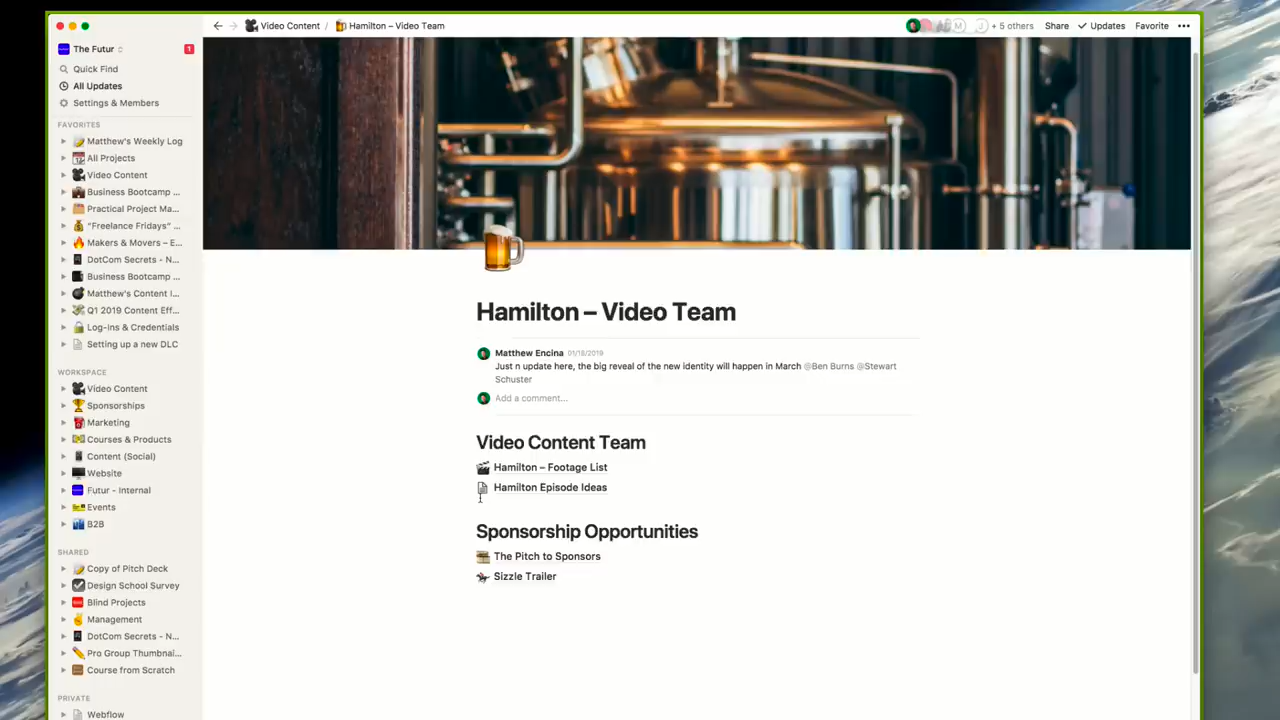 Video Content / Hamilton – Video Team
M
J
+ 5 others
Share
Updates
Favorite
The Futur
1
Quick Find
All Updates
Settings & Members
FAVORITES
Matthew's Weekly Log
All Projects
Video Content
Business Bootcamp ...
Practical Project Ma...
"Freelance Fridays" ...
Makers & Movers – E...
DotCom Secrets - N...
Business Bootcamp ...
Matthew's Content I...
Q1 2019 Content Eff...
Log-ins & Credentials
Setting up a new DLC
WORKSPACE
Video Content
Sponsorships
Marketing
Courses & Products
Content (Social)
Website
Futur - Internal
Events
B2B
SHARED
Copy of Pitch Deck
Design School Survey
Blind Projects
Management
DotCom Secrets - N...
Pro Group Thumbnai...
Course from Scratch
PRIVATE
Webflow
Hamilton – Video Team
Matthew Encina 01/18/2019
Just n update here, the big reveal of the new identity will happen in March @Ben Burns @Stewart
Schuster
Add a comment...
Video Content Team
Hamilton – Footage List
Hamilton Episode Ideas
Sponsorship Opportunities
The Pitch to Sponsors
Sizzle Trailer